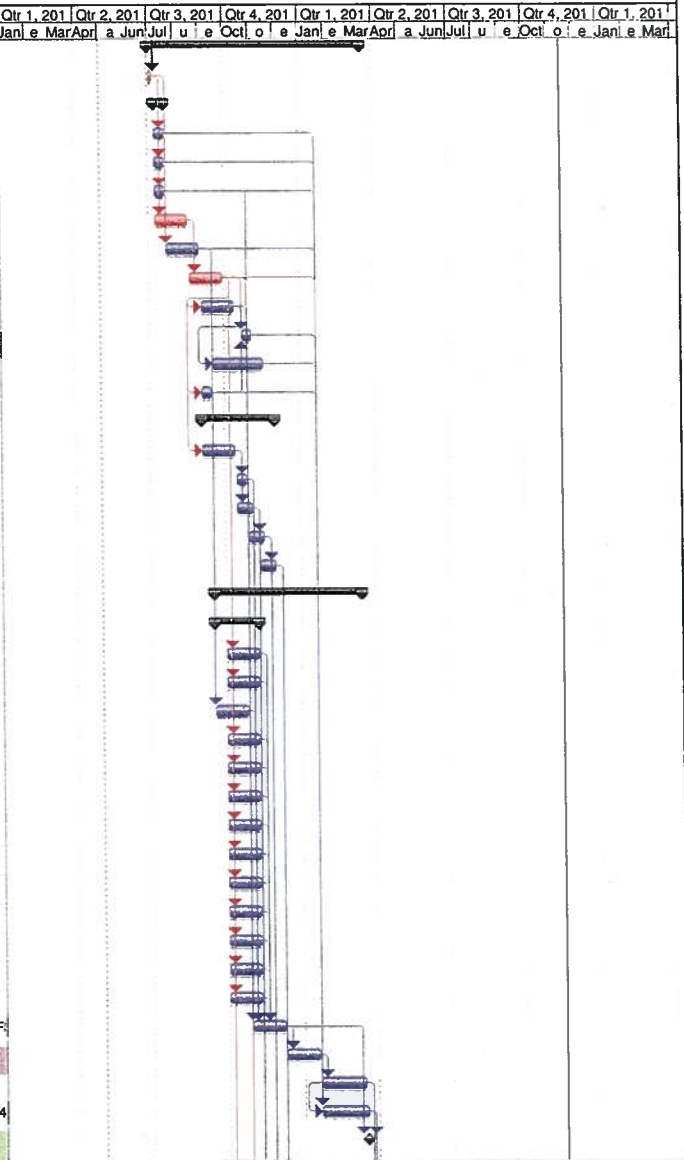 Qtr 1, 201 Qtr 2, 201 Qtr 3, 201 Qtr 4, 201 Qtr 1, 201 Qtr 2, 201 Qtr 3, 201 Qtr 4, 201 Qtr 1, 201
Jan e Mar Apr a Jun Jul u e Oct o e Jan e Mar Apr a Jun Jul u e Oct o e Jan e Mar
4